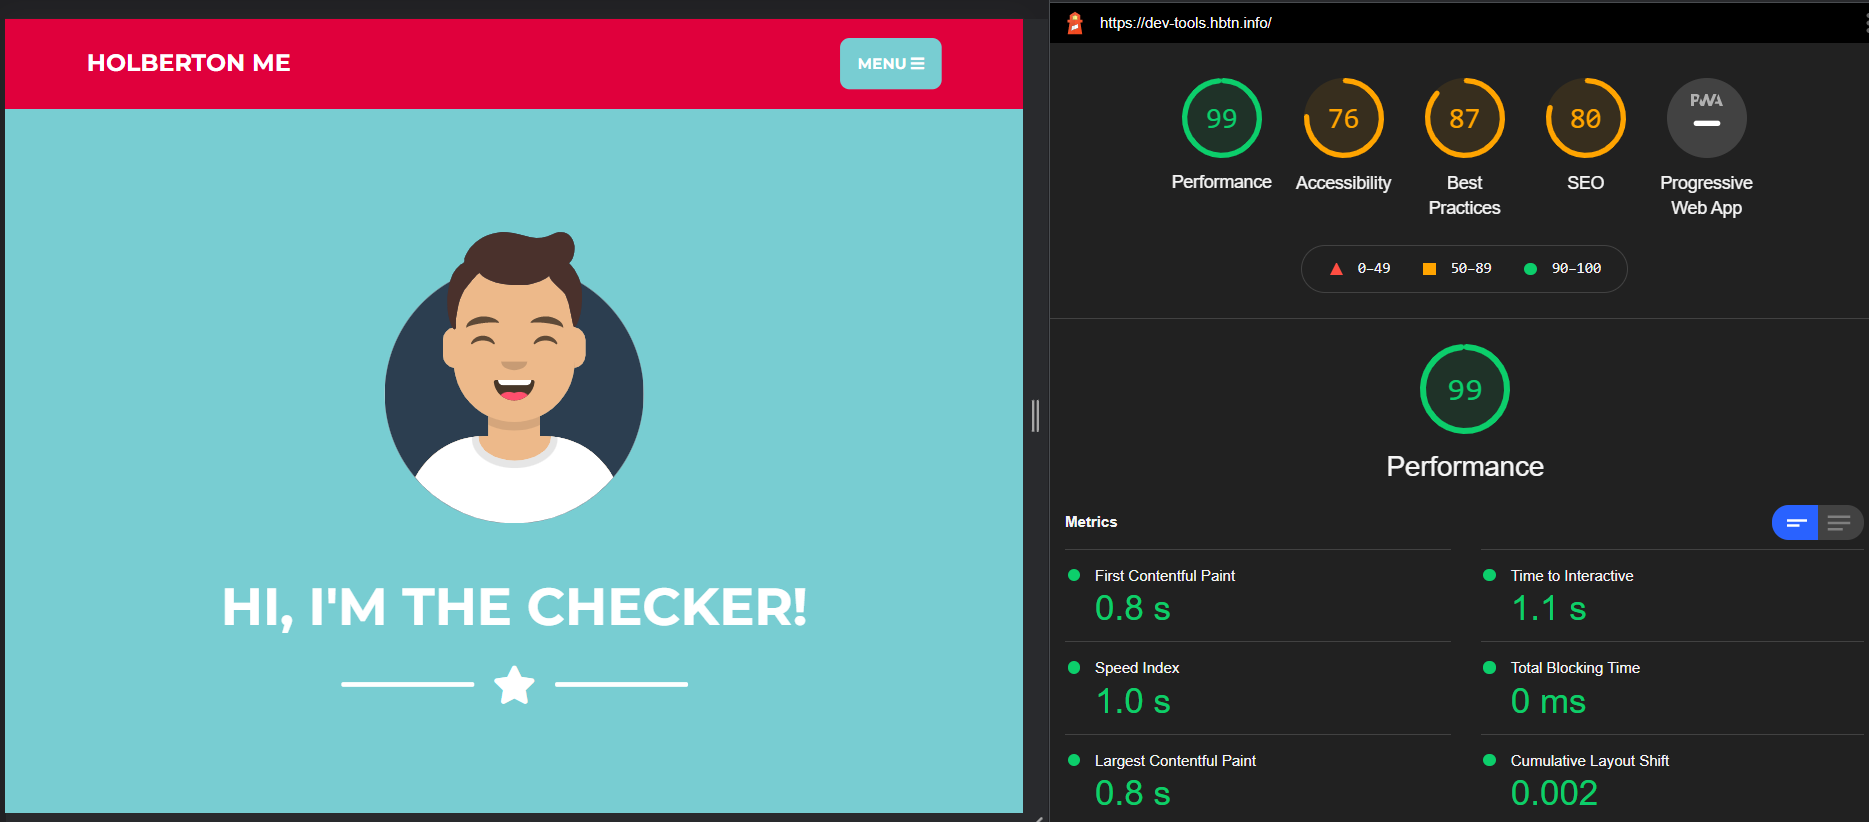 HOLBERTON ME
MENU
HI, I'M THE CHECKER!
https://dev-tools.hbtn.info/
99
Performance
76
Accessibility
87
Best
Practices
80
SEO
PWA
Progressive
Web App
0–49
50–89
90–100
99
Performance
Metrics
First Contentful Paint
0.8 s
Time to Interactive
1.1 s
Speed Index
1.0 s
Total Blocking Time
0 ms
Largest Contentful Paint
0.8 s
Cumulative Layout Shift
0.002